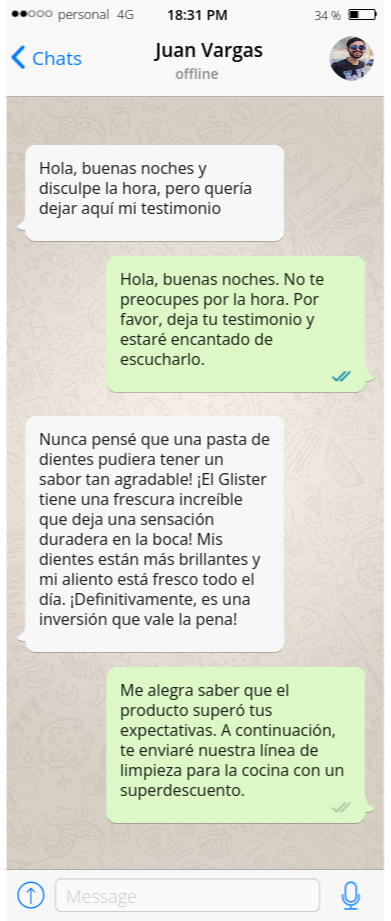 personal 4G 18:31 PM 34 %
Chats Juan Vargas
offline
Hola, buenas noches y
disculpe la hora, pero quería
dejar aquí mi testimonio
Hola, buenas noches. No te
preocupes por la hora. Por
favor, deja tu testimonio y
estaré encantado de
escucharlo.
Nunca pensé que una pasta de
dientes pudiera tener un
sabor tan agradable! ¡El Glister
tiene una frescura increíble
que deja una sensación
duradera en la boca! Mis
dientes están más brillantes y
mi aliento está fresco todo el
día. ¡Definitivamente, es una
inversión que vale la pena!
Me alegra saber que el
producto superó tus
expectativas. A continuación,
te enviaré nuestra línea de
limpieza para la cocina con un
superdescuento.
Message